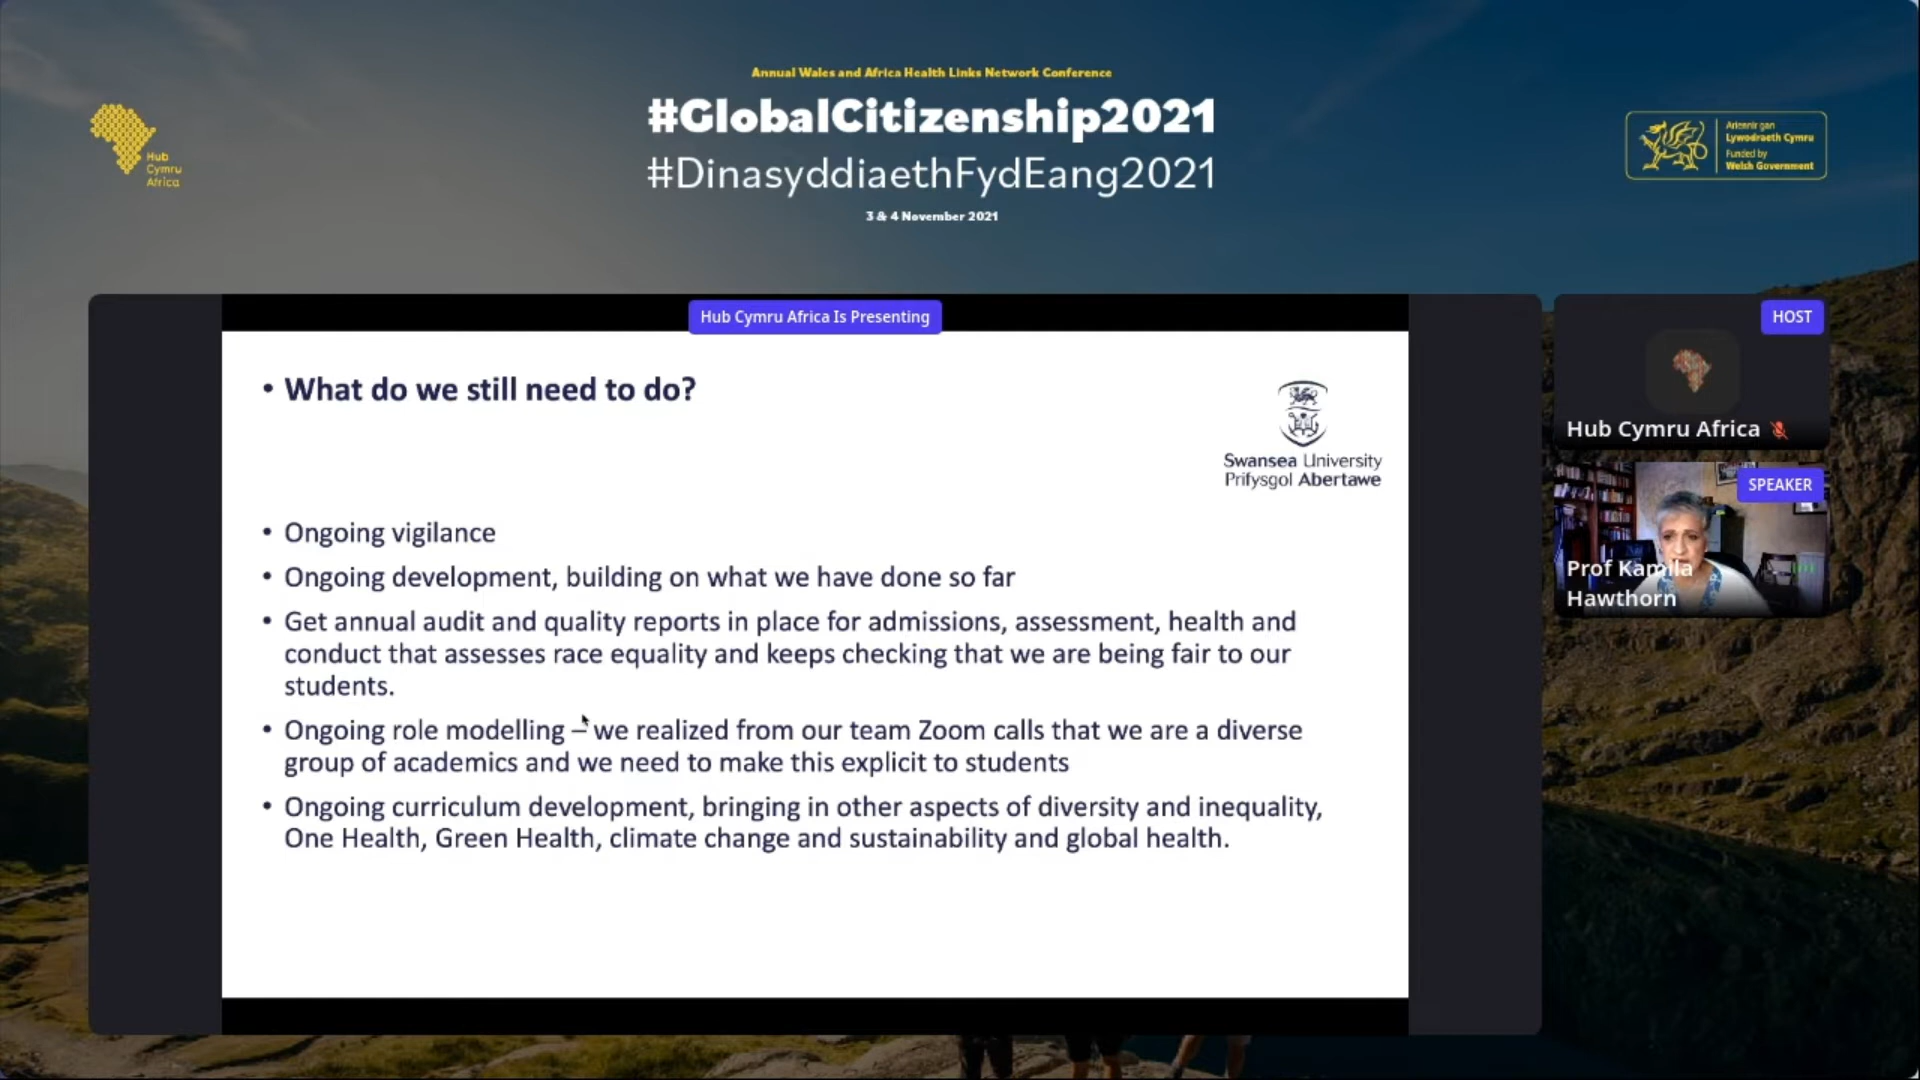 Annual Wales and Africa Health Links Network Conference
#GlobalCitizenship2021
#DinasyddiaethFydEang2021
3 & 4 November 2021
Hub
Cymru
Africa
Ariennir gan
Lywodraeth Cymru
Funded by
Welsh Government
Hub Cymru Africa Is Presenting
• What do we still need to do?
Swansea University
Prifysgol Abertawe
• Ongoing vigilance
• Ongoing development, building on what we have done so far
• Get annual audit and quality reports in place for admissions, assessment, health and
conduct that assesses race equality and keeps checking that we are being fair to our
students.
• Ongoing role modelling – we realized from our team Zoom calls that we are a diverse
group of academics and we need to make this explicit to students
• Ongoing curriculum development, bringing in other aspects of diversity and inequality,
One Health, Green Health, climate change and sustainability and global health.
HOST
Hub Cymru Africa
SPEAKER
Prof Kamila
Hawthorn